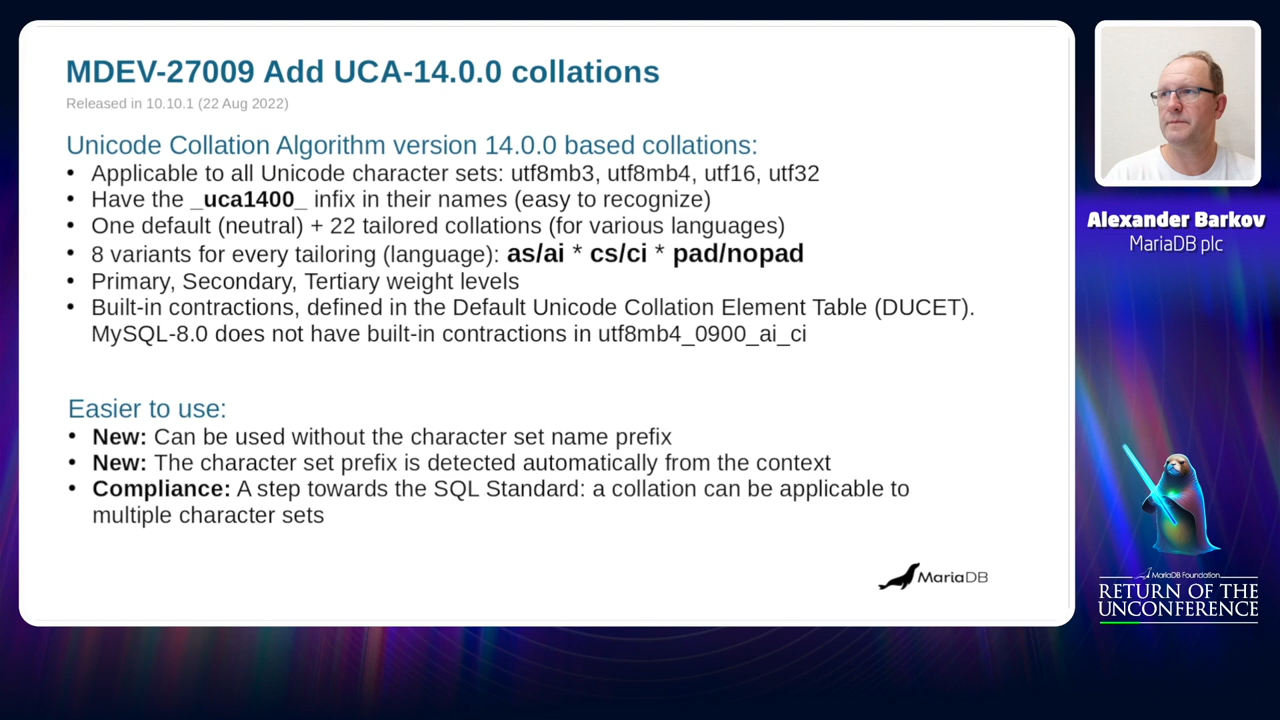 MDEV-27009 Add UCA-14.0.0 collations
Released in 10.10.1 (22 Aug 2022)
Unicode Collation Algorithm version 14.0.0 based collations:
• Applicable to all Unicode character sets: utf8mb3, utf8mb4, utf16, utf32
• Have the _uca1400_ infix in their names (easy to recognize)
• One default (neutral) + 22 tailored collations (for various languages)
• 8 variants for every tailoring (language): as/ai * cs/ci * pad/nopad
• Primary, Secondary, Tertiary weight levels
• Built-in contractions, defined in the Default Unicode Collation Element Table (DUCET).
MySQL-8.0 does not have built-in contractions in utf8mb4_0900_ai_ci
Easier to use:
• New: Can be used without the character set name prefix
• New: The character set prefix is detected automatically from the context
• Compliance: A step towards the SQL Standard: a collation can be applicable to
multiple character sets
MariaDB
Alexander Barkov
MariaDB plc
MariaDB Foundation
RETURN OF THE
UNCONFERENCE